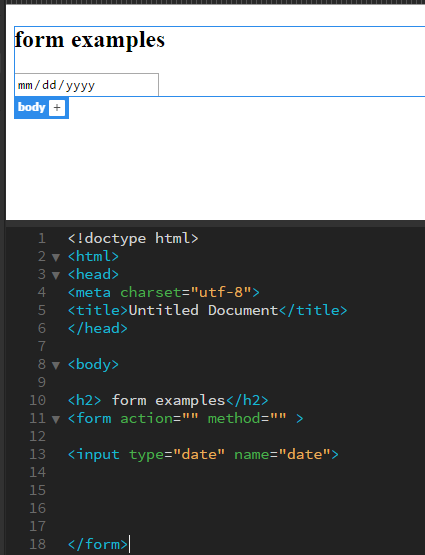 form examples
mm/dd/yyyy
body +
1 <!doctype html>
2 ▼ <html>
3 ▼ <head>
4 <meta charset="utf-8">
5 <title>Untitled Document</title>
6 </head>
7
8 ▼ <body>
9
10 <h2> form examples</h2>
11 ▼ <form action="" method="" >
12
13 <input type="date" name="date">
14
15
16
17
18 </form>